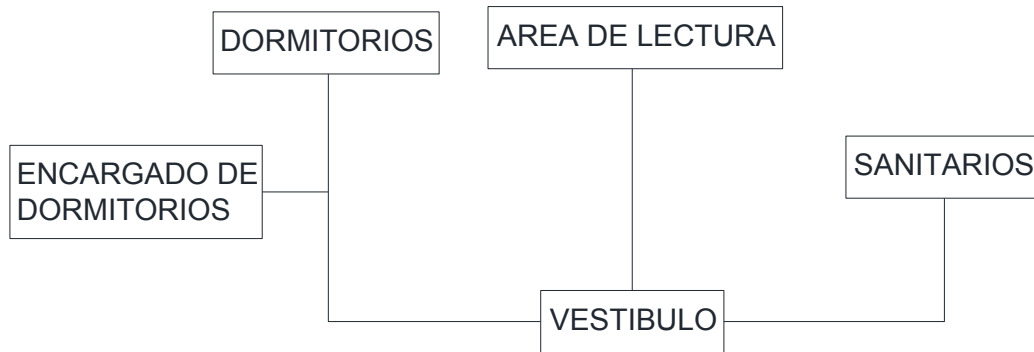 DORMITORIOS
AREA DE LECTURA
ENCARGADO DE
DORMITORIOS
SANITARIOS
VESTIBULO